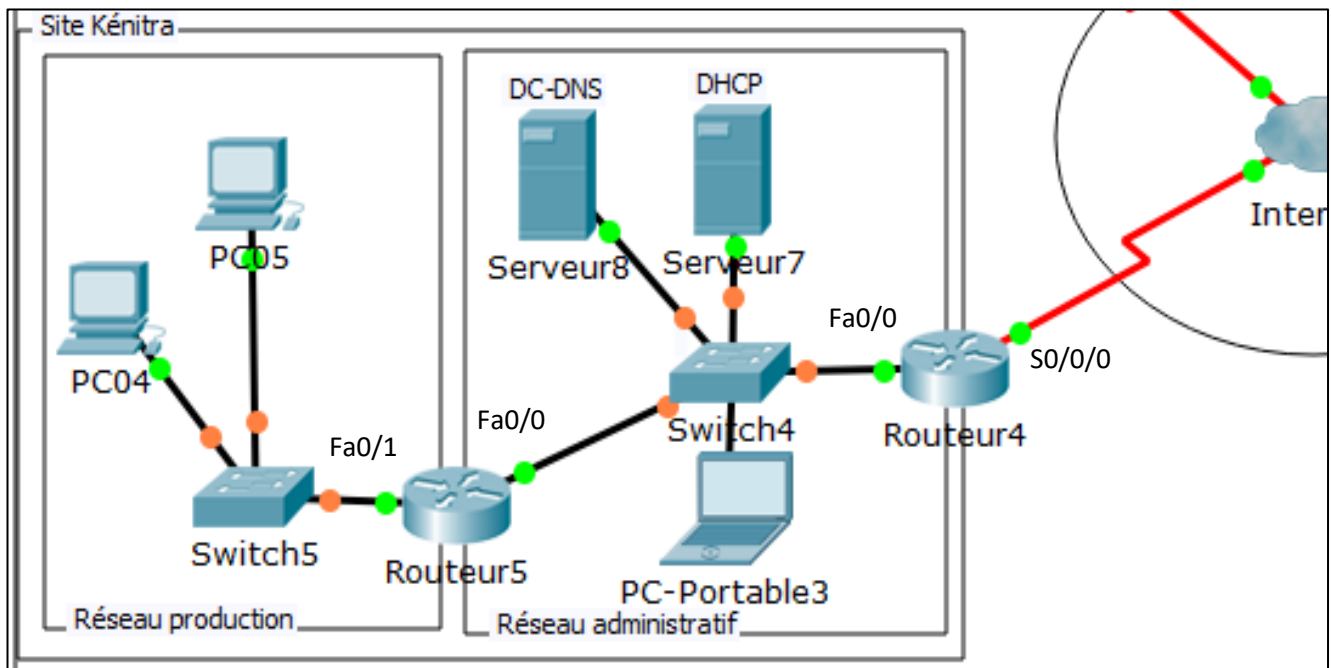 Site Kénitra
DC-DNS
DHCP
PC05
Serveur8
Serveur7
Inter
PC04
Fa0/0
S0/0/0
Fa0/1
Fa0/0
Switch4
Routeur4
Switch5
Routeur5
PC-Portable3
Réseau production
Réseau administratif